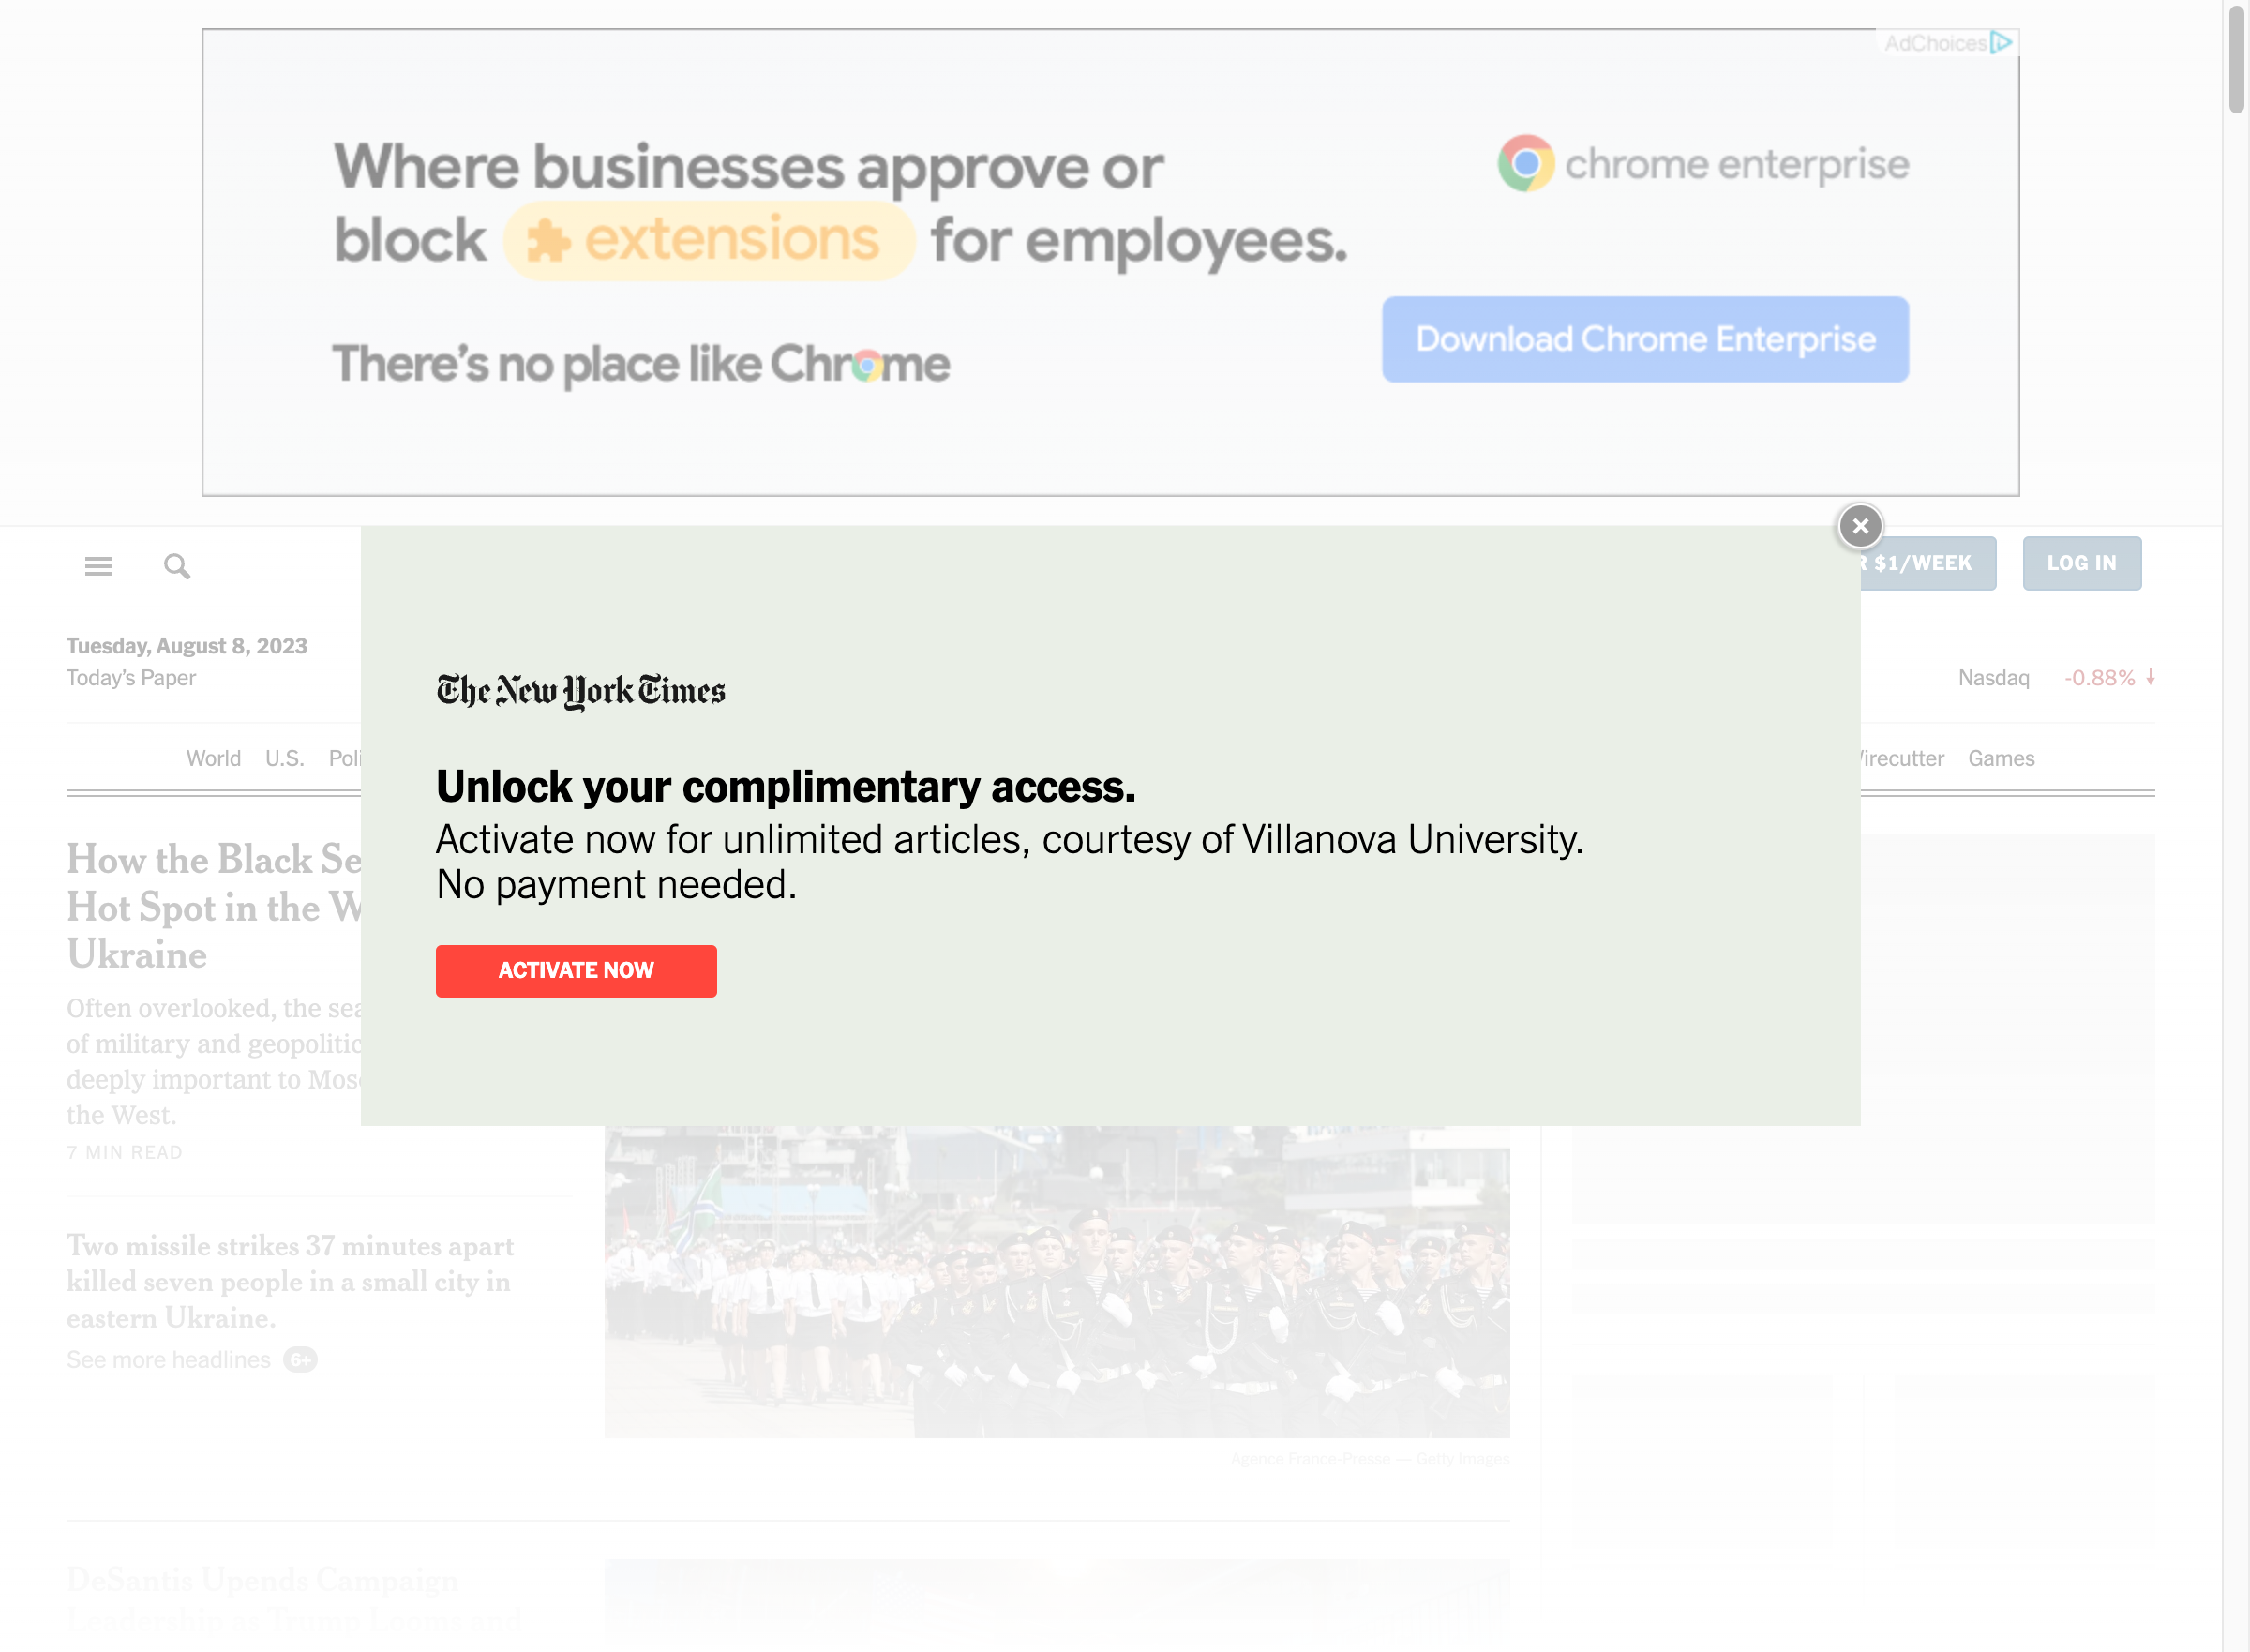 AdChoices
Where businesses approve or
block extensions for employees.
There's no place like Chrome
chrome enterprise
Download Chrome Enterprise
R $1/WEEK
LOG IN
Tuesday, August 8, 2023
Today's Paper
Nasdaq -0.88%
World U.S. Poli
irecutter Games
The New York Times
Unlock your complimentary access.
Activate now for unlimited articles, courtesy of Villanova University.
No payment needed.
ACTIVATE NOW
How the Black Se
Hot Spot in the W
Ukraine
Often overlooked, the sea
of military and geopolitic
deeply important to Mosc
the West.
7 MIN READ
Two missile strikes 37 minutes apart
killed seven people in a small city in
eastern Ukraine.
See more headlines 6+
Agence France-Presse — Getty Images
DeSantis Upends Campaign
Leadership as Trump Looms and